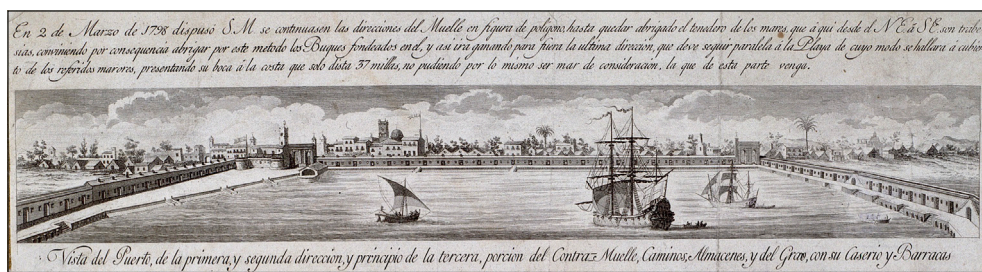 En 2 de Marzo de 1798 dispuso S.M. se continuasen las direcciones del Muelle en figura de poligono, hasta quedar abrigado el tenedero de los mares, que a qui desde el N E á S E. son trabe
sias, conviniendo por consequencia abrigar por este metodo los Buques fondeados en el, y asi irá ganando para fuera la ultima direccion, que deve seguir paralela á la Playa de cuyo modo se hallara á cubier
to de los referidos marores, presentando su boca á la costa que solo dista 37 millas, no pudiendo por lo mismo ser mar de consideracion, la que de esta parte venga.
Vista del Puerto, de la primera, y segunda direccion, y principio de la tercera, porcion del Contra-Muelle, Caminos, Almacenes, y del Grao, con su Caserio y Barracas